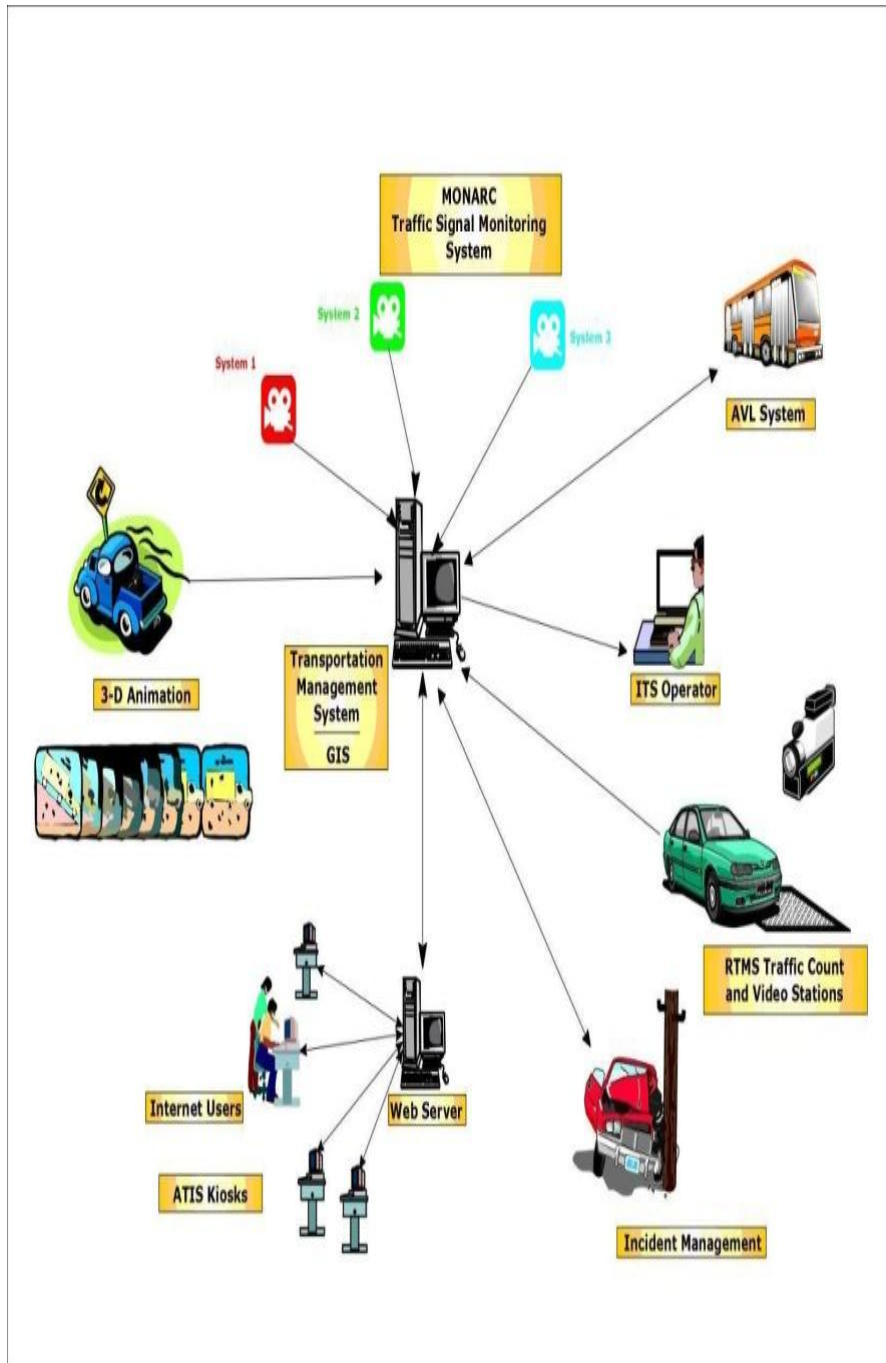 MONARC
Traffic Signal Monitoring
System
System 2
System 3
System 1
AVL System
3-D Animation
Transportation
Management
System
GIS
ITS Operator
RTMS Traffic Count
and Video Stations
Internet Users
Web Server
ATIS Kiosks
Incident Management